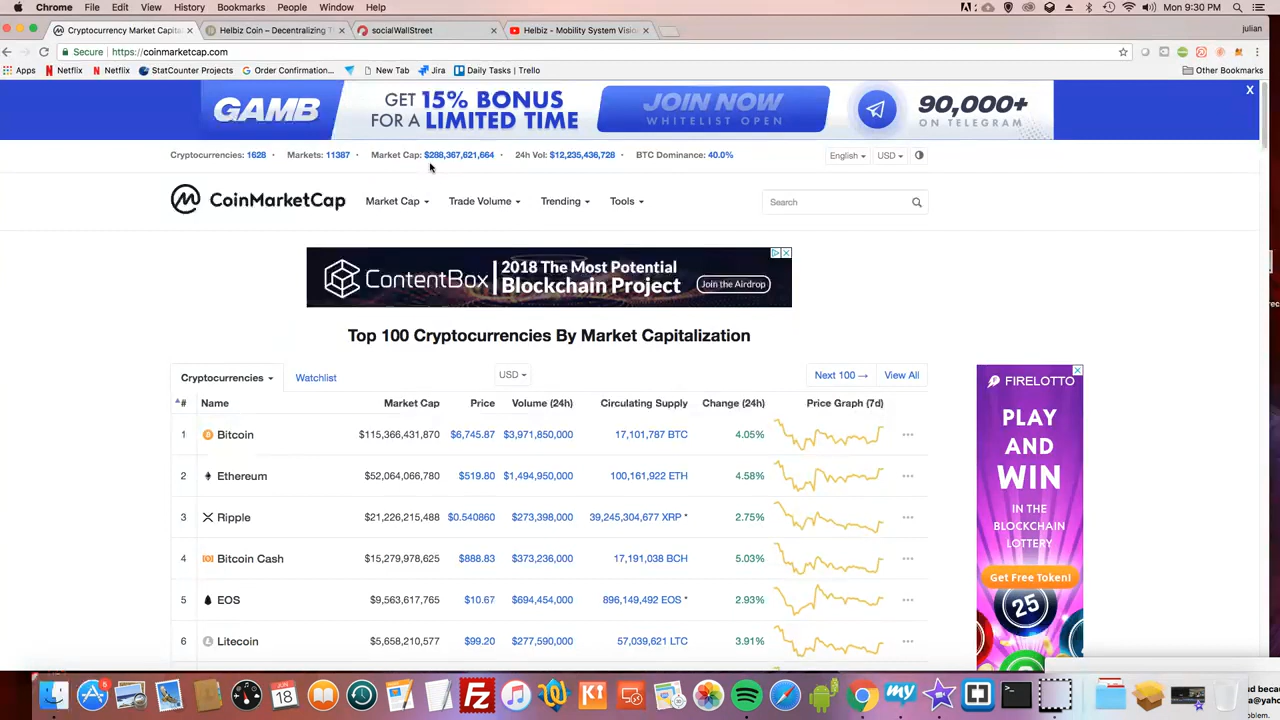 Chrome File Edit View History Bookmarks People Window Help Mon 9:30 PM
Cryptocurrency Market Capital Helbiz Coin – Decentralizing T socialWallStreet Helbiz - Mobility System Visio julian
Secure https://coinmarketcap.com
Apps Netflix Netflix StatCounter Projects Order Confirmation... New Tab Jira Daily Tasks | Trello Other Bookmarks
GAMB GET 15% BONUS FOR A LIMITED TIME JOIN NOW WHITELIST OPEN 90,000+ ON TELEGRAM X
Cryptocurrencies: 1628 • Markets: 11387 • Market Cap: $288,367,621,664 • 24h Vol: $12,235,436,728 • BTC Dominance: 40.0% English USD
CoinMarketCap Market Cap Trade Volume Trending Tools Search
ContentBox 2018 The Most Potential
Blockchain Project Join the Airdrop
Top 100 Cryptocurrencies By Market Capitalization
Cryptocurrencies Watchlist USD Next 100 → View All
# Name Market Cap Price Volume (24h) Circulating Supply Change (24h) Price Graph (7d)
1 Bitcoin $115,366,431,870 $6,745.87 $3,971,850,000 17,101,787 BTC 4.05% ...
2 Ethereum $52,064,066,780 $519.80 $1,494,950,000 100,161,922 ETH 4.58% ...
3 Ripple $21,226,215,488 $0.540860 $273,398,000 39,245,304,677 XRP * 2.75% ...
4 Bitcoin Cash $15,279,978,625 $888.83 $373,236,000 17,191,038 BCH 5.03% ...
5 EOS $9,563,617,765 $10.67 $694,454,000 896,149,492 EOS * 2.93% ...
6 Litecoin $5,658,210,577 $99.20 $277,590,000 57,039,621 LTC 3.91% ...
FIRELOTTO
PLAY
AND
WIN
IN THE
BLOCKCHAIN
LOTTERY
Get Free Token!
25
JUN
18
5
Fz
my